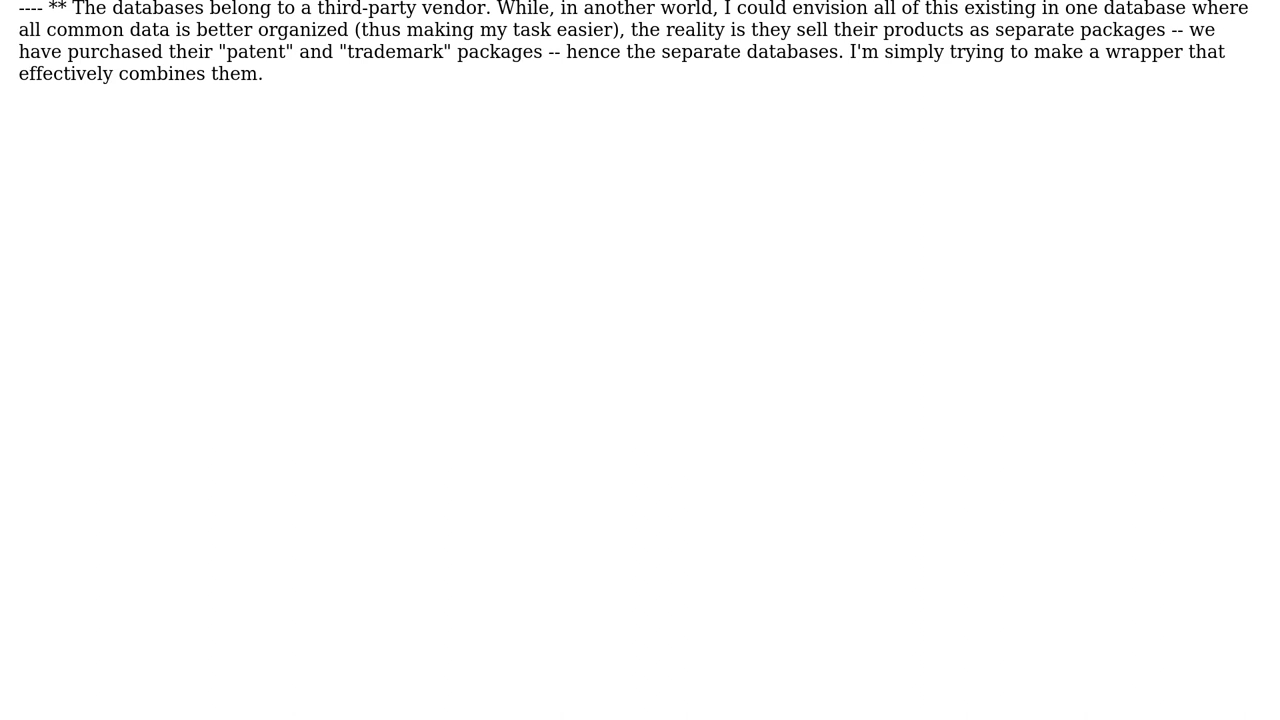 ---- ** The databases belong to a third-party vendor. While, in another world, I could envision all of this existing in one database where
all common data is better organized (thus making my task easier), the reality is they sell their products as separate packages -- we
have purchased their "patent" and "trademark" packages -- hence the separate databases. I'm simply trying to make a wrapper that
effectively combines them.